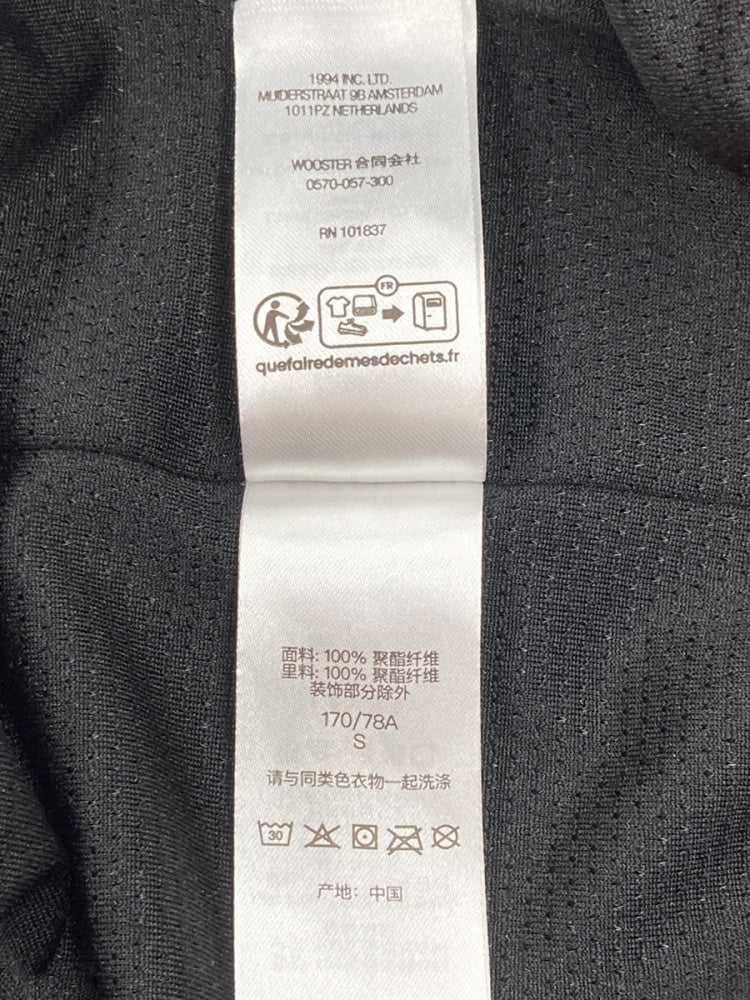 1994 INC. LTD.
MUIDERSTRAAT 9B AMSTERDAM
1011PZ NETHERLANDS
WOOSTER 合同会社
0570-057-300
RN 101837
FR
quefairedemesdechets.fr
面料: 100% 聚酯纤维
里料: 100% 聚酯纤维
装饰部分除外
170/78A
S
请与同类色衣物一起洗涤
30
产地: 中国